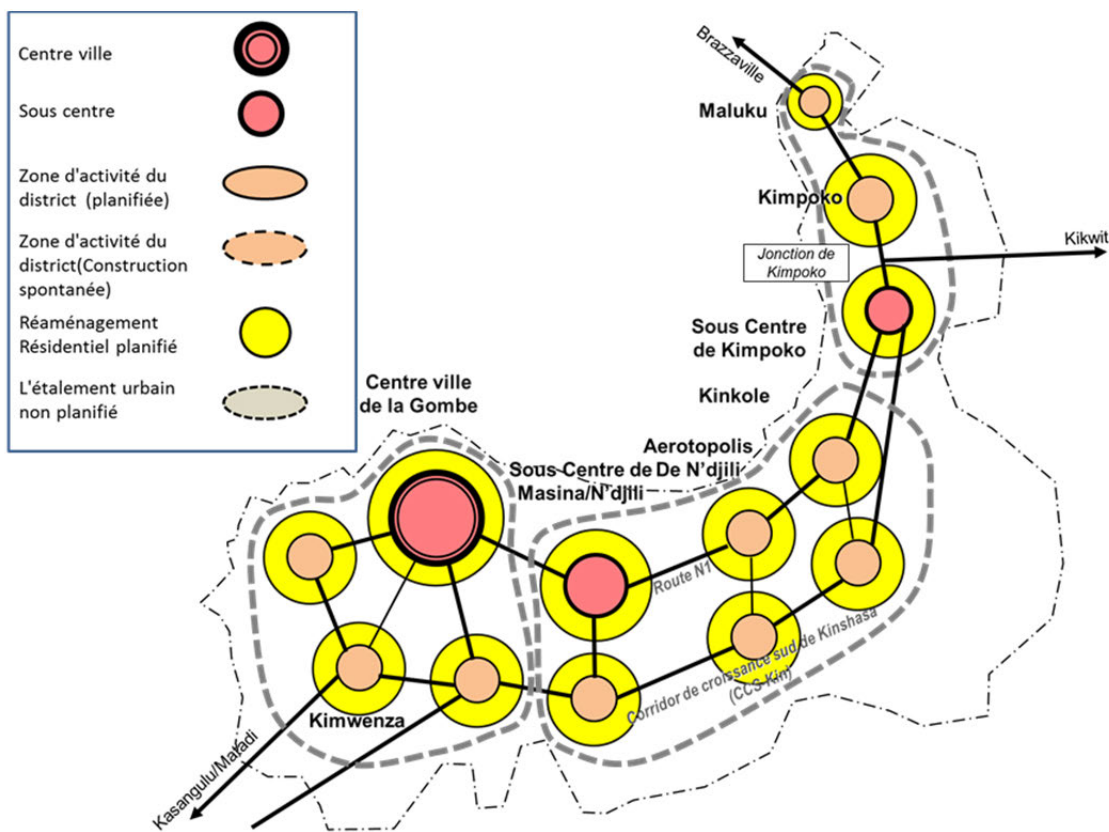 Centre ville
Sous centre
Zone d'activité du
district (planifiée)
Zone d'activité du
district(Construction
spontanée)
Réaménagement
Résidentiel planifié
L'étalement urbain
non planifié
Brazzaville
Maluku
Kimpoko
Kikwit
Jonction de
Kimpoko
Sous Centre
de Kimpoko
Centre ville
de la Gombe
Kinkole
Aerotopolis
De N'djili
Sous Centre de
Masina/N'djili
Route N1
Corridor de croissance sud de Kinshasa
(CCS-Kin)
Kimwenza
Kasangulu/Matadi